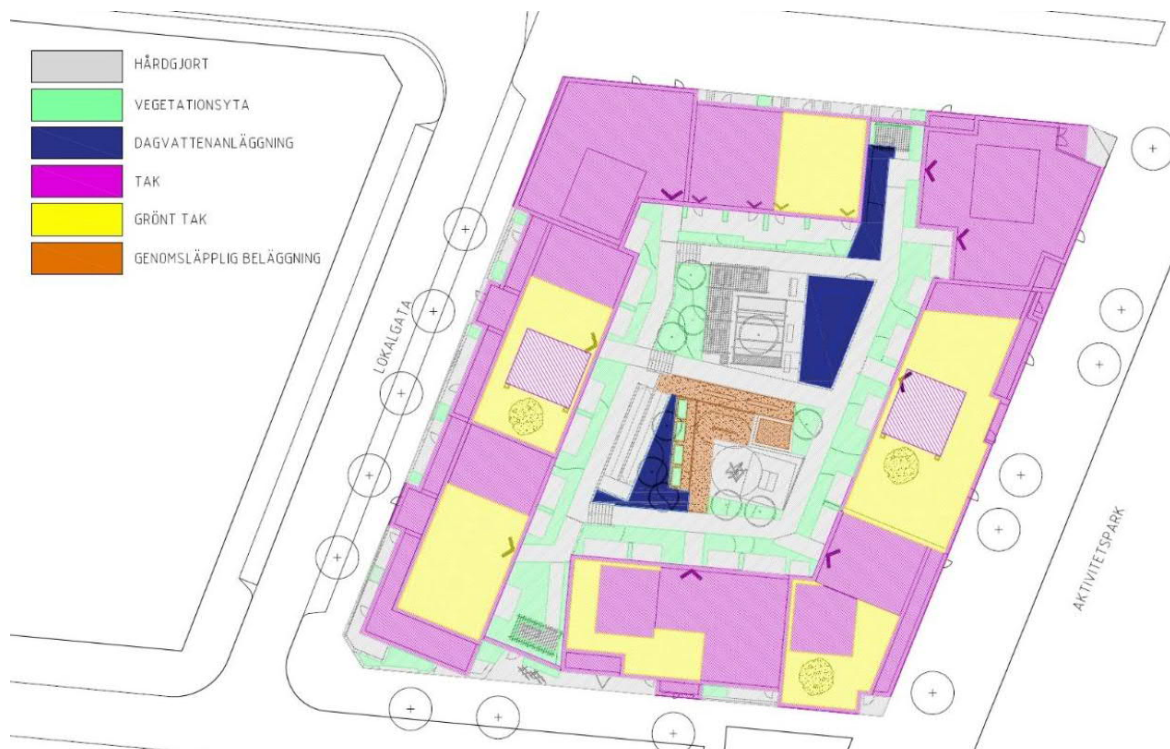 HÅRDGJORT
VEGETATIONSYTA
DAGVATTENANLÄGGNING
TAK
GRÖNT TAK
GENOMSLÄPPLIG BELÄGGNING
LOKALGATA
AKTIVITETSPARK